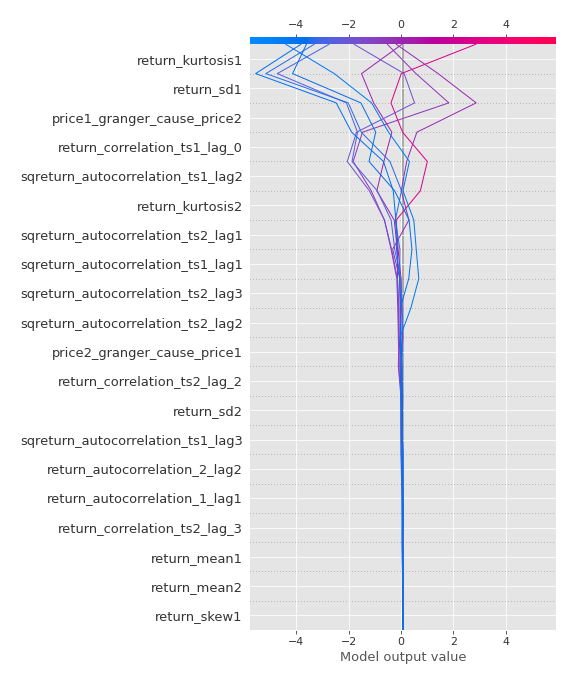 −4 −2 0 2 4
return_kurtosis1
return_sd1
price1_granger_cause_price2
return_correlation_ts1_lag_0
sqreturn_autocorrelation_ts1_lag2
return_kurtosis2
sqreturn_autocorrelation_ts2_lag1
sqreturn_autocorrelation_ts1_lag1
sqreturn_autocorrelation_ts2_lag3
sqreturn_autocorrelation_ts2_lag2
price2_granger_cause_price1
return_correlation_ts2_lag_2
return_sd2
sqreturn_autocorrelation_ts1_lag3
return_autocorrelation_2_lag2
return_autocorrelation_1_lag1
return_correlation_ts2_lag_3
return_mean1
return_mean2
return_skew1
−4 −2 0 2 4
Model output value